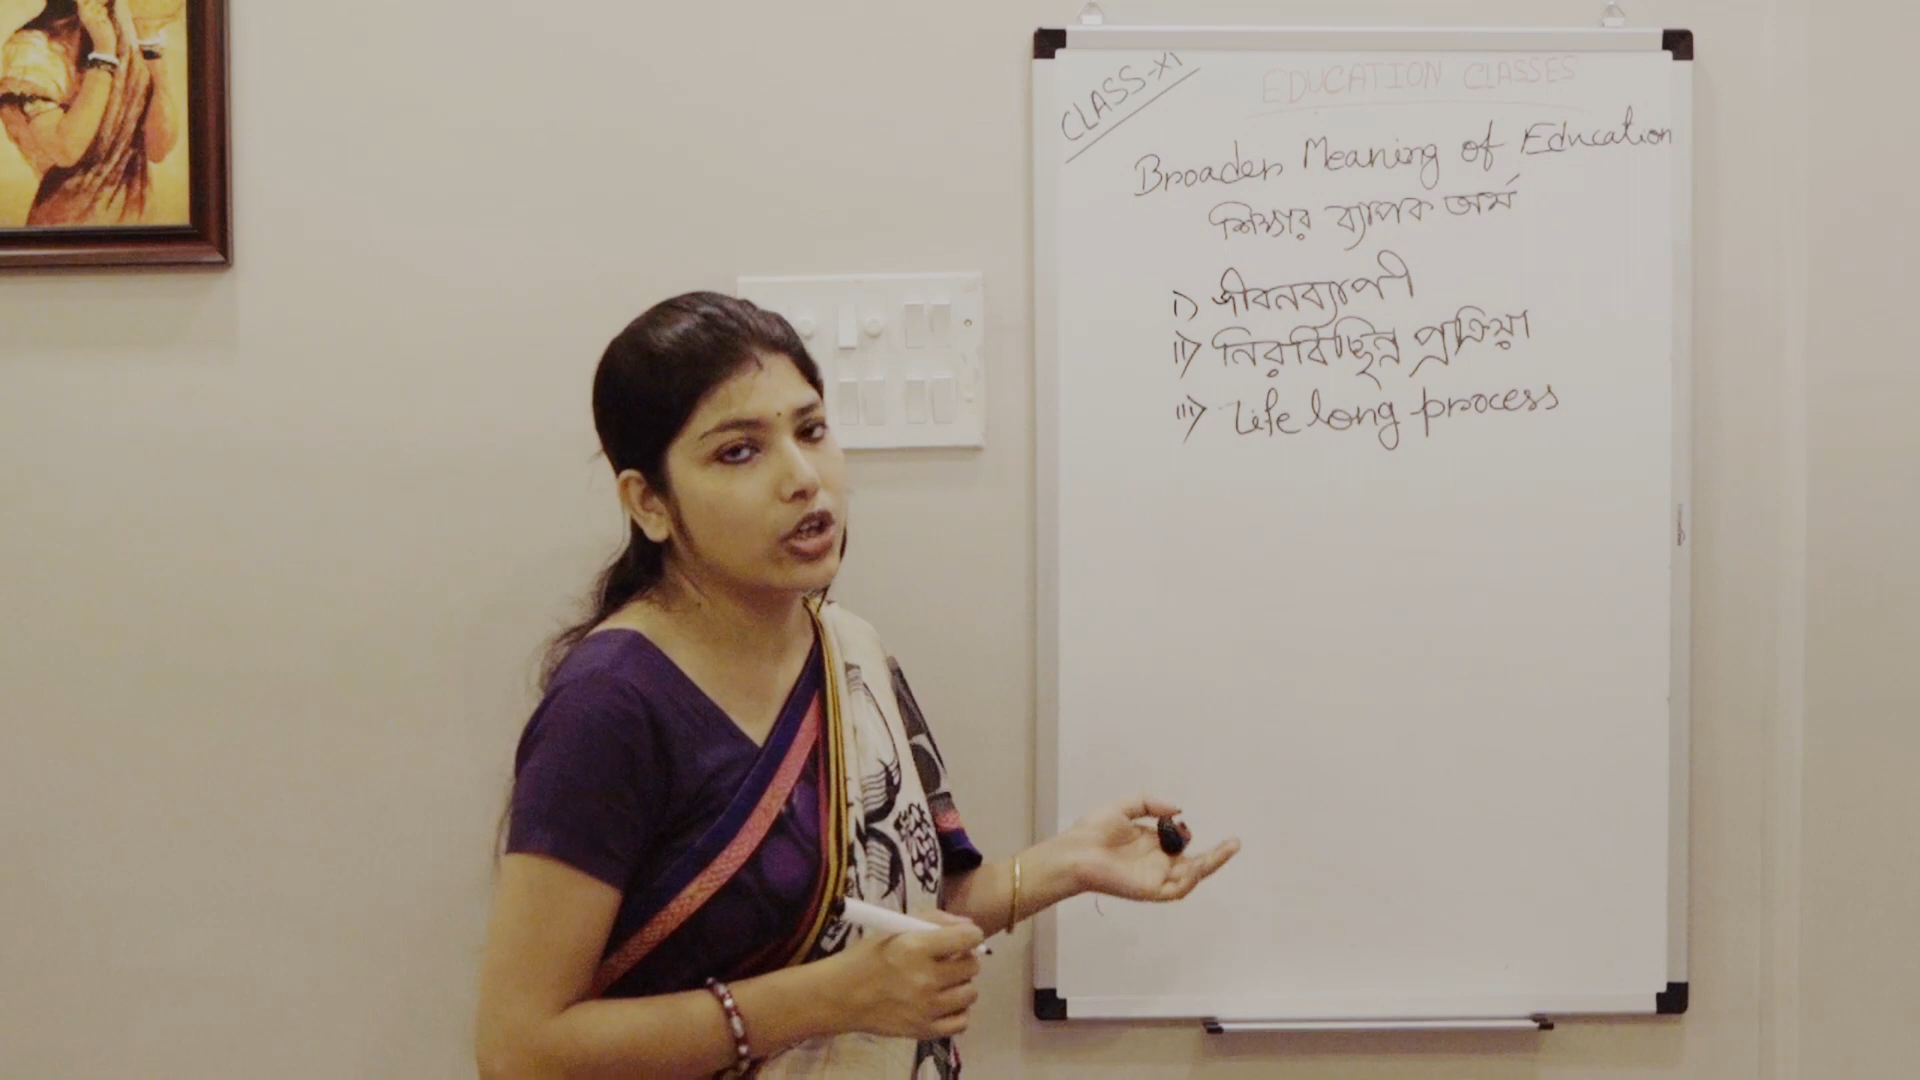 CLASS-XI
EDUCATION CLASSES
Broader Meaning of Education
শিক্ষার ব্যাপক অর্থ
i) জীবনব্যাপী
ii) নিরবিচ্ছিন্ন প্রক্রিয়া
iii) Life long process